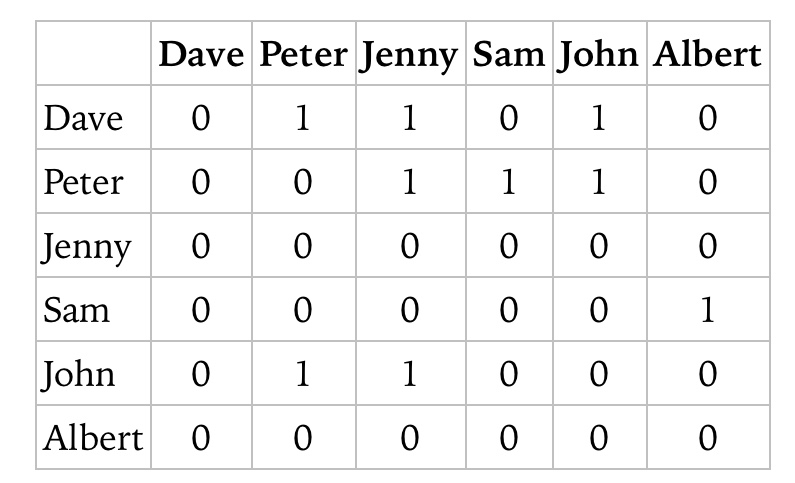 Dave Peter Jenny Sam John Albert
Dave 0 1 1 0 1 0
Peter 0 0 1 1 1 0
Jenny 0 0 0 0 0 0
Sam 0 0 0 0 0 1
John 0 1 1 0 0 0
Albert 0 0 0 0 0 0